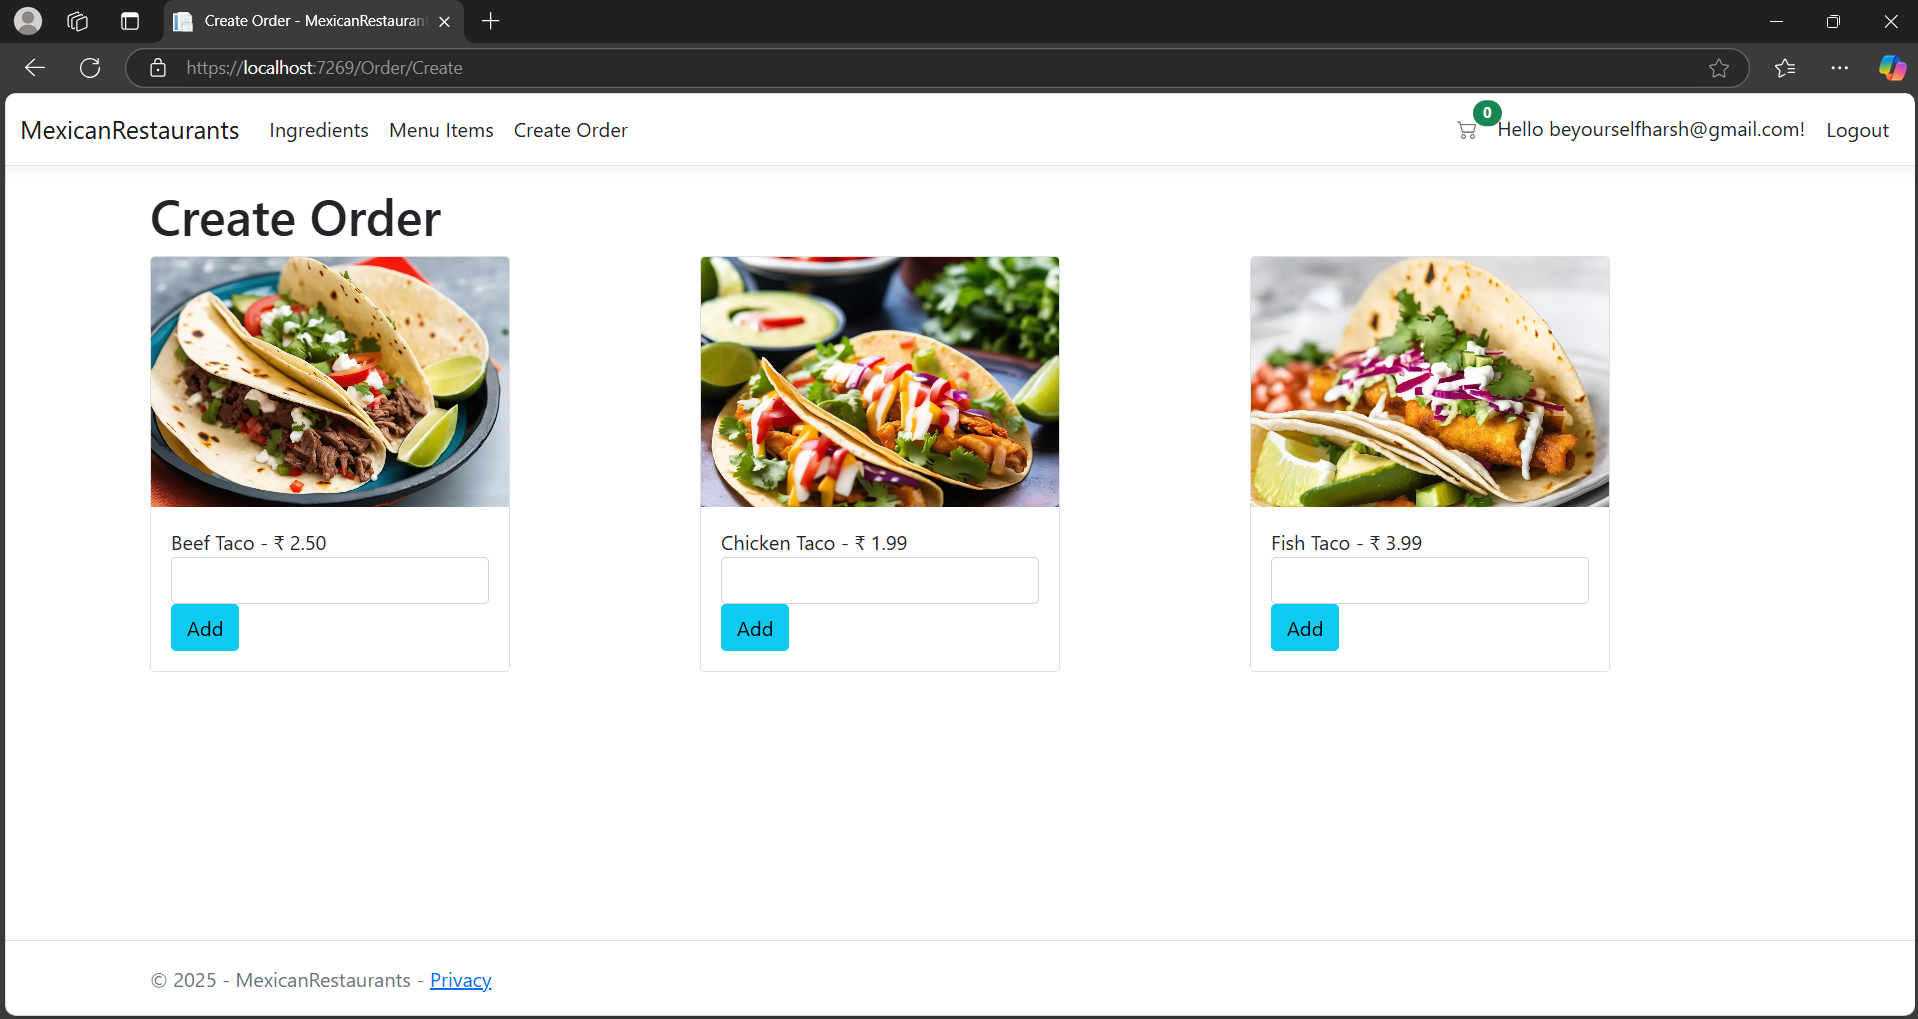 Create Order - MexicanRestauran
https://localhost:7269/Order/Create
MexicanRestaurants Ingredients Menu Items Create Order 0 Hello beyourselfharsh@gmail.com! Logout
Create Order
Beef Taco - ₹ 2.50
Add
Chicken Taco - ₹ 1.99
Add
Fish Taco - ₹ 3.99
Add
© 2025 - MexicanRestaurants - Privacy